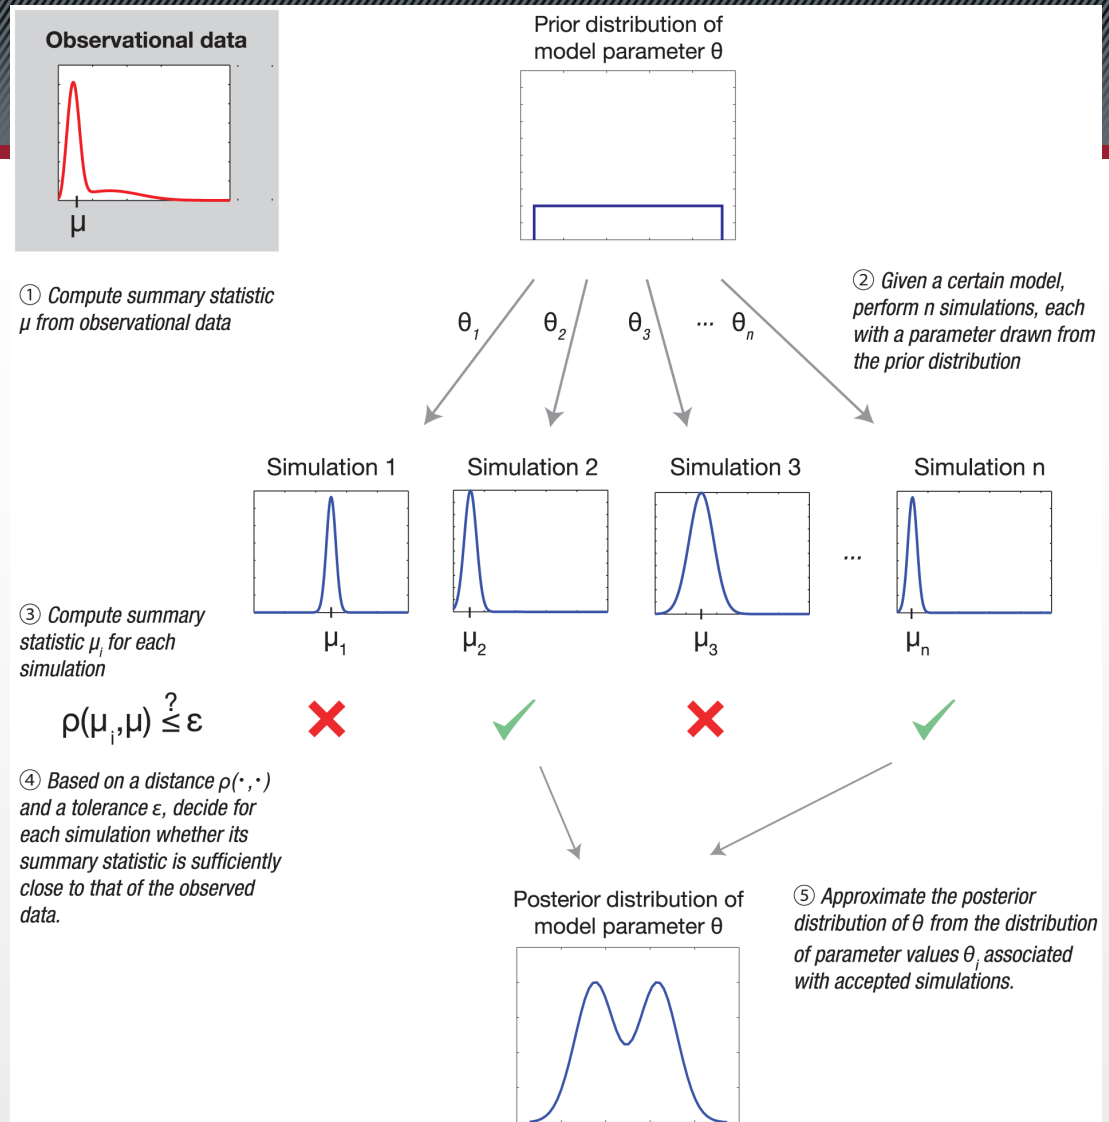 Observational data
μ
Prior distribution of
model parameter θ
① Compute summary statistic
μ from observational data
θ1
θ2
θ3
... θn
② Given a certain model,
perform n simulations, each
with a parameter drawn from
the prior distribution
Simulation 1
Simulation 2
Simulation 3
Simulation n
...
μ1
μ2
μ3
μn
③ Compute summary
statistic μi for each
simulation
?
ρ(μi,μ) ≤ ε
④ Based on a distance ρ(·,·)
and a tolerance ε, decide for
each simulation whether its
summary statistic is sufficiently
close to that of the observed
data.
Posterior distribution of
model parameter θ
⑤ Approximate the posterior
distribution of θ from the distribution
of parameter values θi associated
with accepted simulations.